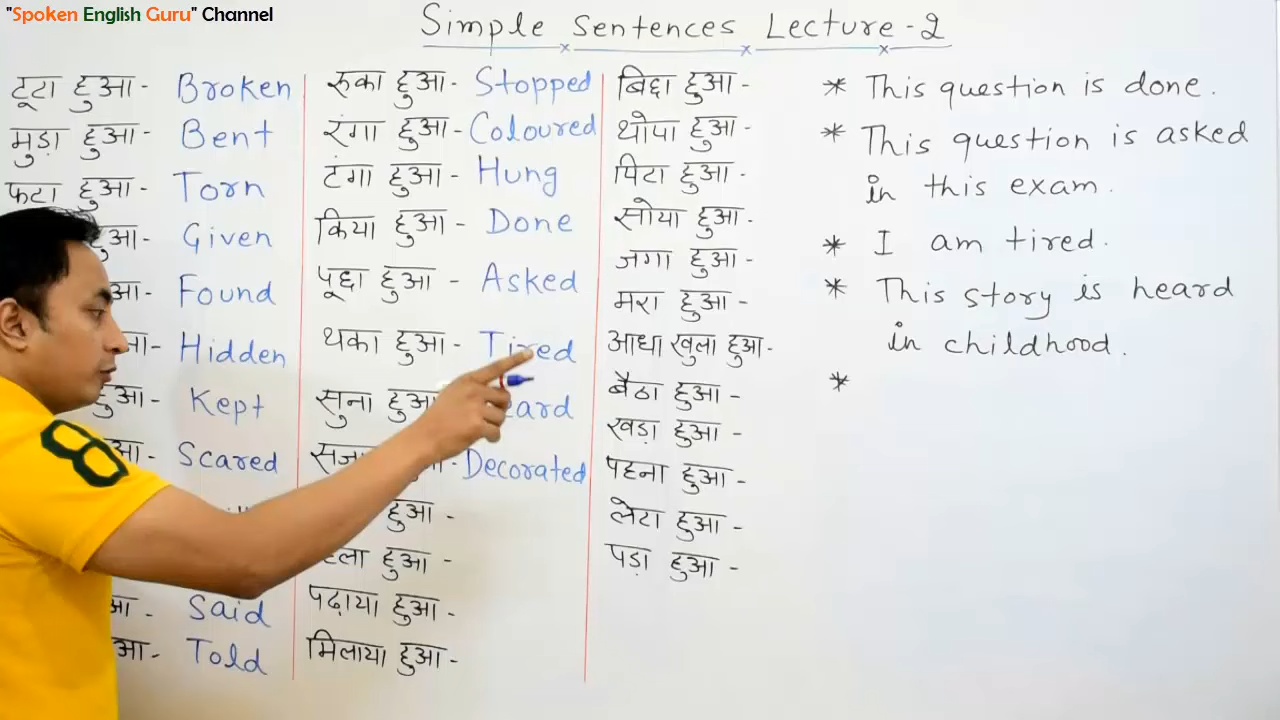 "Spoken English Guru" Channel
Simple Sentences Lecture-2
टूटा हुआ - Broken
मुड़ा हुआ - Bent
फटा हुआ - Torn
हुआ - Given
आ - Found
Hidden
हुआ - Kept
आ - Scared
आ - Said
आ - Told
रुका हुआ - Stopped
रंगा हुआ - Coloured
टंगा हुआ - Hung
किया हुआ - Done
पूछा हुआ - Asked
थका हुआ - Tired
सुना हुआ
सजा - Decorated
हुआ -
हुआ -
पढ़ाया हुआ -
मिलाया हुआ -
बिछा हुआ -
थोपा हुआ -
पिटा हुआ -
सोया हुआ -
जगा हुआ -
मरा हुआ -
आधा खुला हुआ -
बैठा हुआ -
खड़ा हुआ -
पहना हुआ -
लेटा हुआ -
पड़ा हुआ -
* This question is done.
* This question is asked
in this exam.
* I am tired.
* This story is heard
in childhood.
*